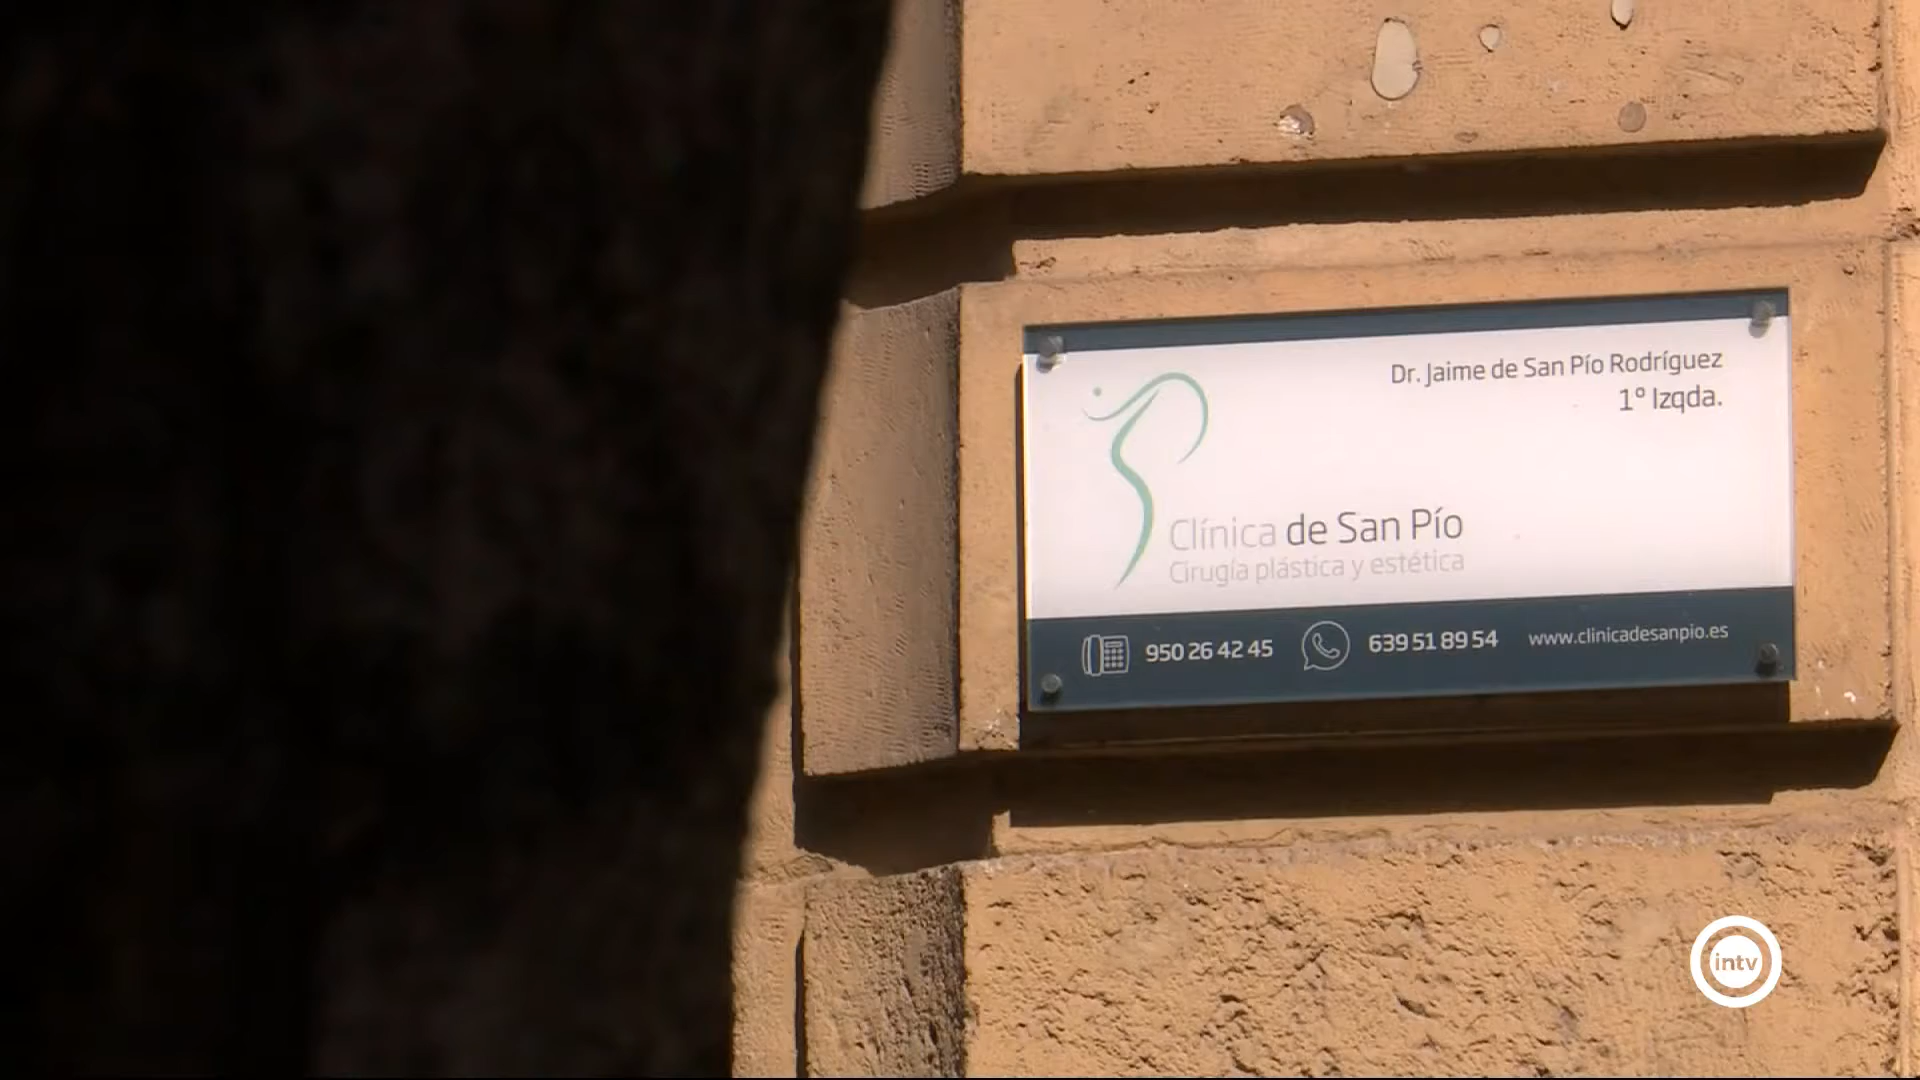 Dr. Jaime de San Pío Rodríguez
1º Izqda.
Clínica de San Pío
Cirugía plástica y estética
950 26 42 45 639 51 89 54 www.clinicadesanpio.es
intv